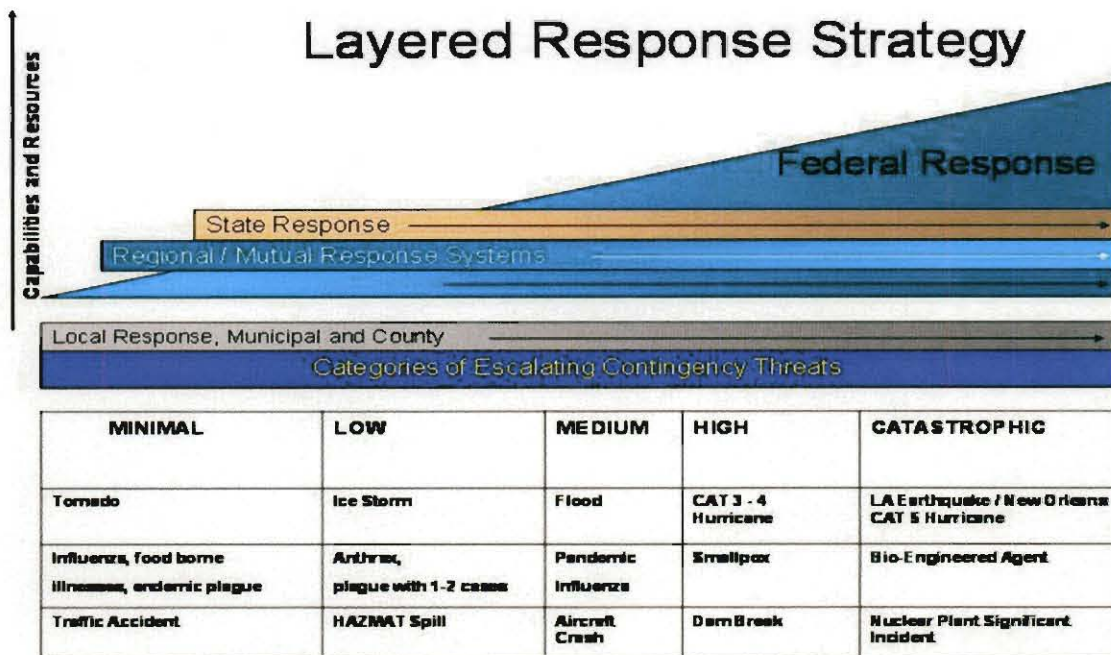 Layered Response Strategy
Capabilities and Resources
Federal Response
State Response
Regional / Mutual Response Systems
Local Response, Municipal and County
Categories of Escalating Contingency Threats
MINIMAL LOW MEDIUM HIGH CATASTROPHIC
Tornado Ice Storm Flood CAT 3 - 4 LA Earthquake / New Orleans
Hurricane CAT 5 Hurricane
Influenza, food borne Anthrax, Pandemic Smallpox Bio-Engineered Agent
illnesses, endemic plague plague with 1-2 cases Influenza
Traffic Accident HAZMAT Spill Aircraft Dam Break Nuclear Plant Significant
Crash Incident